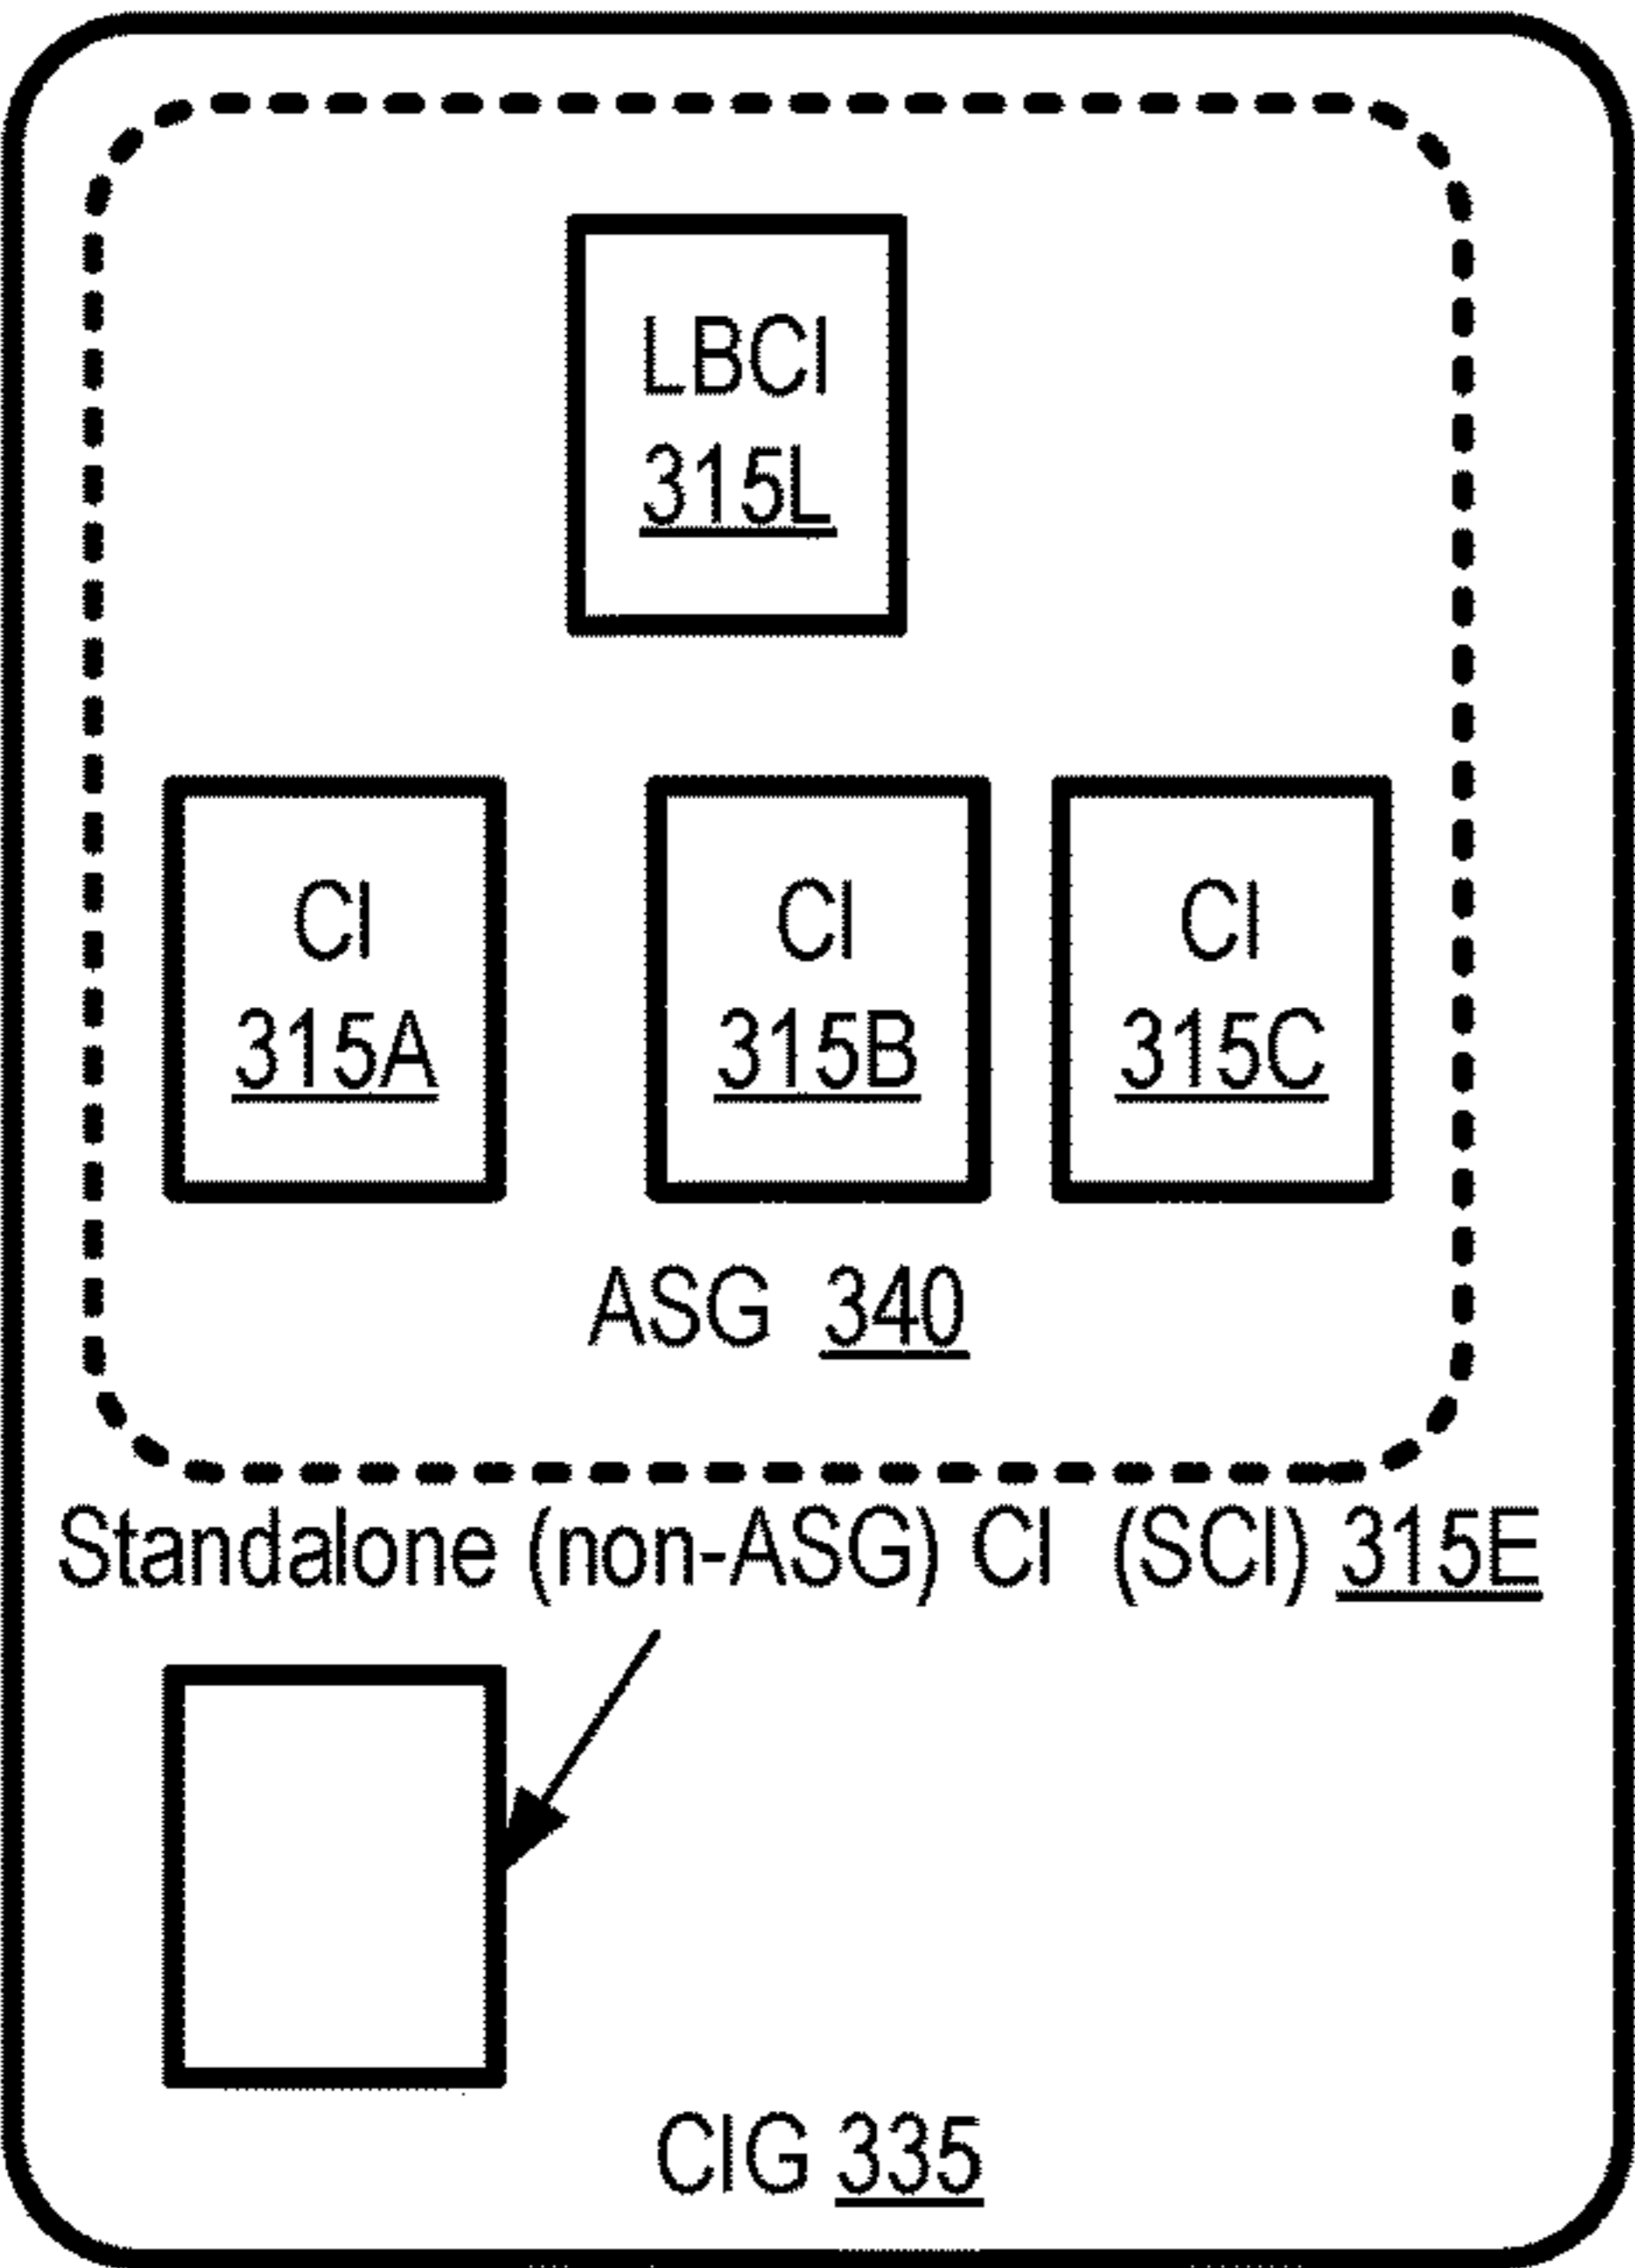 LBCI
315L
CI
315A
CI
315B
CI
315C
ASG 340
Standalone (non-ASG) CI (SCI) 315E
CIG 335